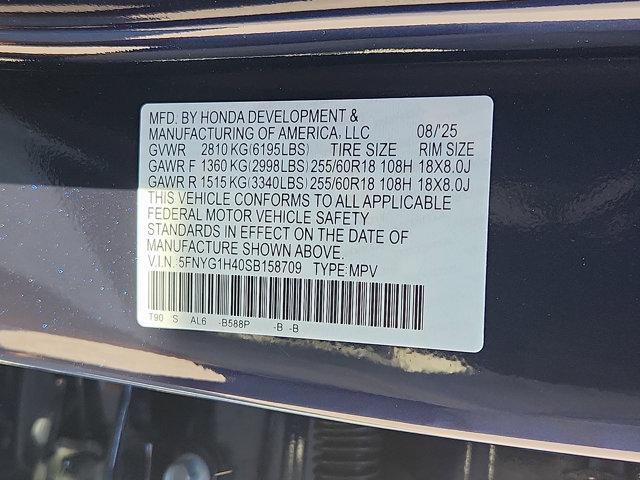 MFD. BY HONDA DEVELOPMENT &
MANUFACTURING OF AMERICA, LLC 08/'25
GVWR 2810 KG(6195LBS) TIRE SIZE RIM SIZE
GAWR F 1360 KG(2998LBS) 255/60R18 108H 18X8.0J
GAWR R 1515 KG(3340LBS) 255/60R18 108H 18X8.0J
THIS VEHICLE CONFORMS TO ALL APPLICABLE
FEDERAL MOTOR VEHICLE SAFETY
STANDARDS IN EFFECT ON THE DATE OF
MANUFACTURE SHOWN ABOVE.
V.I.N.: 5FNYG1H40SB158709 TYPE: MPV
T90 S AL6 -B588P -B -B